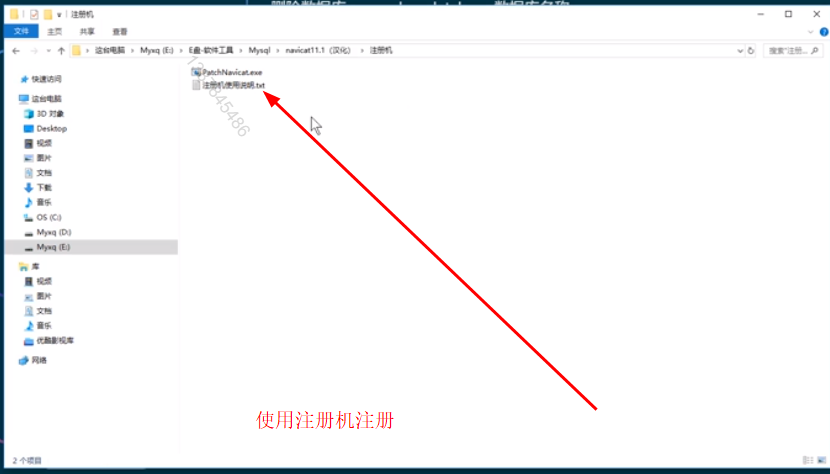 注册机
文件 主页 共享 查看
这台电脑 › Myxq (E:) › E盘-软件工具 › Mysql › navicat11.1（汉化） › 注册机
搜索"注册...
快速访问
PatchNavicat.exe
注册机使用说明.txt
这台电脑
3D 对象
Desktop
视频
图片
文档
下载
音乐
OS (C:)
Myxq (D:)
Myxq (E:)
库
视频
图片
文档
音乐
优酷影视库
网络
使用注册机注册
2 个项目